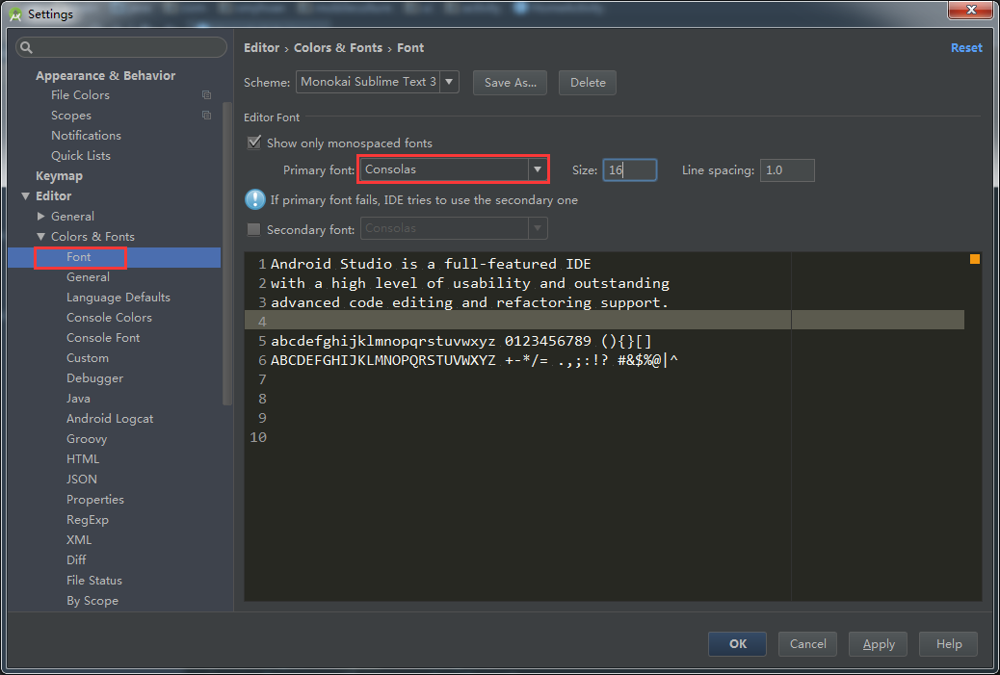 Settings
Appearance & Behavior
File Colors
Scopes
Notifications
Quick Lists
Keymap
Editor
General
Colors & Fonts
Font
General
Language Defaults
Console Colors
Console Font
Custom
Debugger
Java
Android Logcat
Groovy
HTML
JSON
Properties
RegExp
XML
Diff
File Status
By Scope
Editor › Colors & Fonts › Font
Reset
Scheme: Monokai Sublime Text 3 Save As... Delete
Editor Font
Show only monospaced fonts
Primary font: Consolas Size: 16 Line spacing: 1.0
If primary font fails, IDE tries to use the secondary one
Secondary font: Consolas
1 Android Studio is a full-featured IDE
2 with a high level of usability and outstanding
3 advanced code editing and refactoring support.
4
5 abcdefghijklmnopqrstuvwxyz 0123456789 (){}[]
6 ABCDEFGHIJKLMNOPQRSTUVWXYZ +-*/= .,;:!? #&$%@|^
7
8
9
10
OK Cancel Apply Help